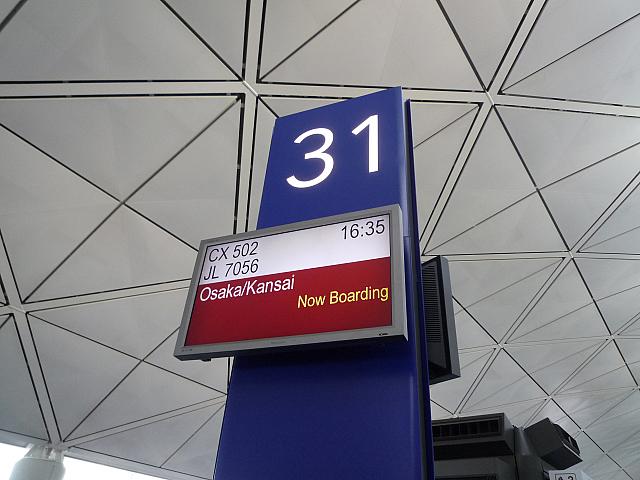 31
CX 502 16:35
JL 7056
Osaka/Kansai
Now Boarding